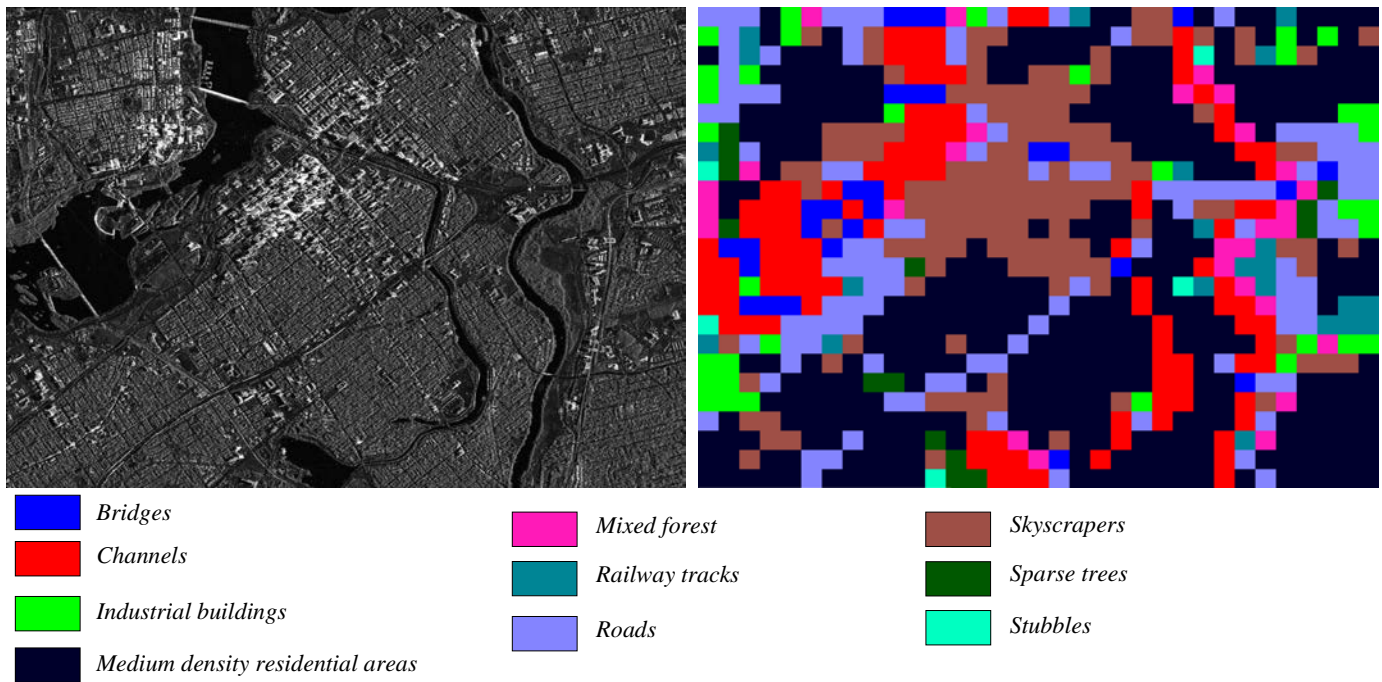 Bridges
Channels
Industrial buildings
Medium density residential areas
Mixed forest
Railway tracks
Roads
Skyscrapers
Sparse trees
Stubbles